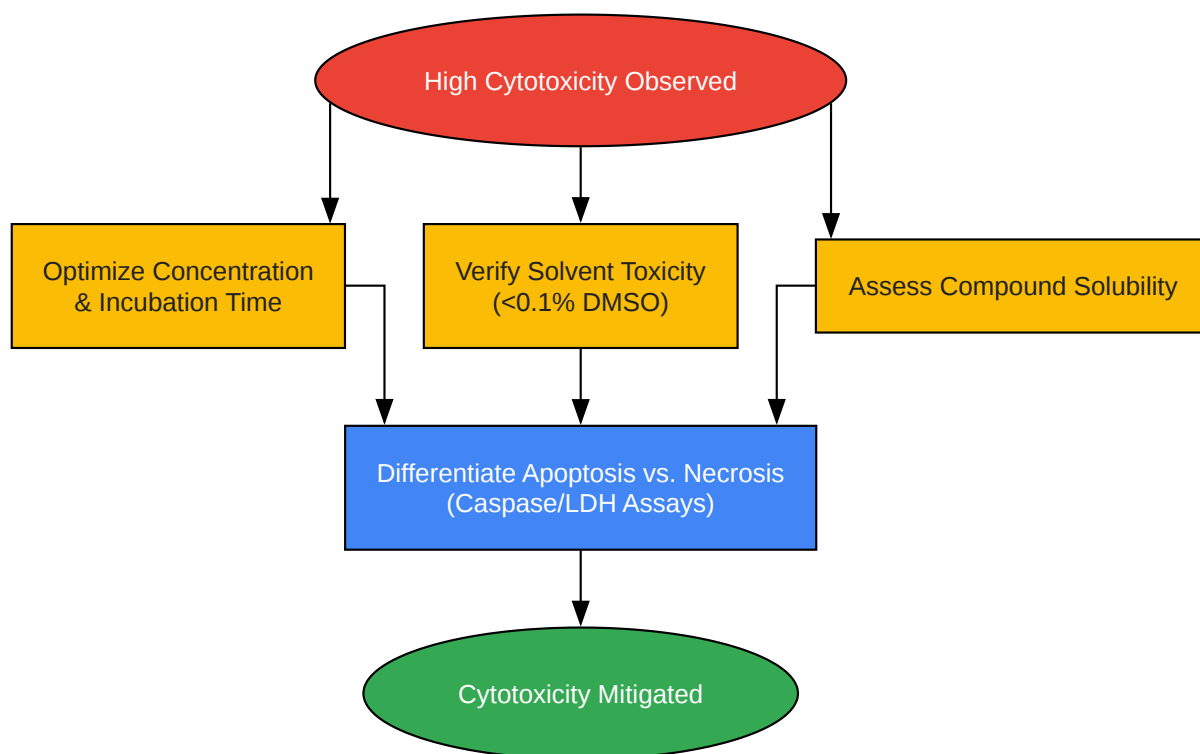 High Cytotoxicity Observed
Optimize Concentration
& Incubation Time
Verify Solvent Toxicity
(<0.1% DMSO)
Assess Compound Solubility
Differentiate Apoptosis vs. Necrosis
(Caspase/LDH Assays)
Cytotoxicity Mitigated